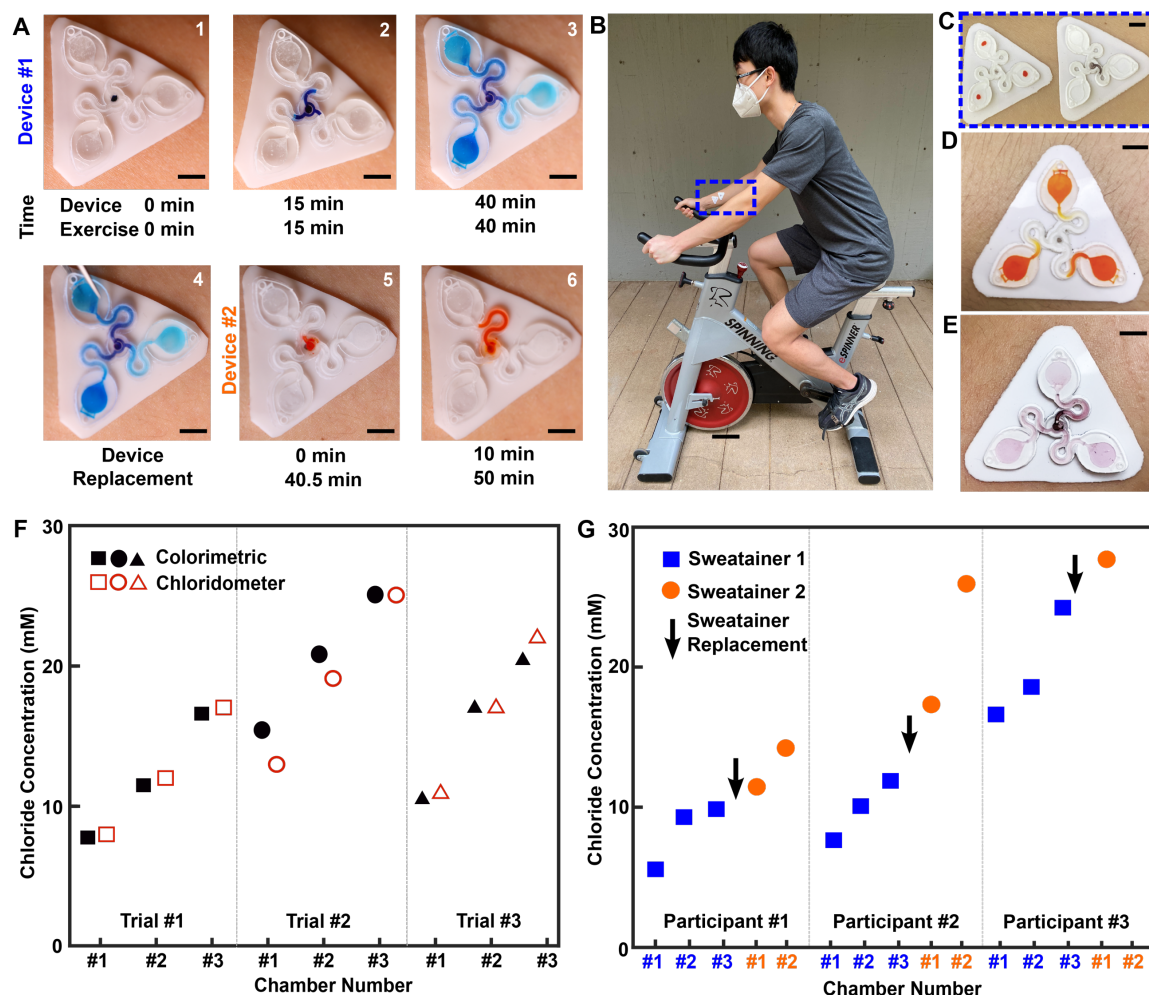 A
1
2
3
Device #1
Time
Device 0 min 15 min 40 min
Exercise 0 min 15 min 40 min
4
5
6
Device #2
Device 0 min 10 min
Replacement 40.5 min 50 min
B
SPINNING
eSPINNER
C
D
E
F
30
20
10
0
Chloride Concentration (mM)
Colorimetric
Chloridometer
Trial #1 Trial #2 Trial #3
#1 #2 #3 #1 #2 #3 #1 #2 #3
Chamber Number
G
30
20
10
0
Chloride Concentration (mM)
Sweatainer 1
Sweatainer 2
Sweatainer
Replacement
Participant #1 Participant #2 Participant #3
#1 #2 #3 #1 #2 #1 #2 #3 #1 #2 #1 #2 #3 #1 #2
Chamber Number